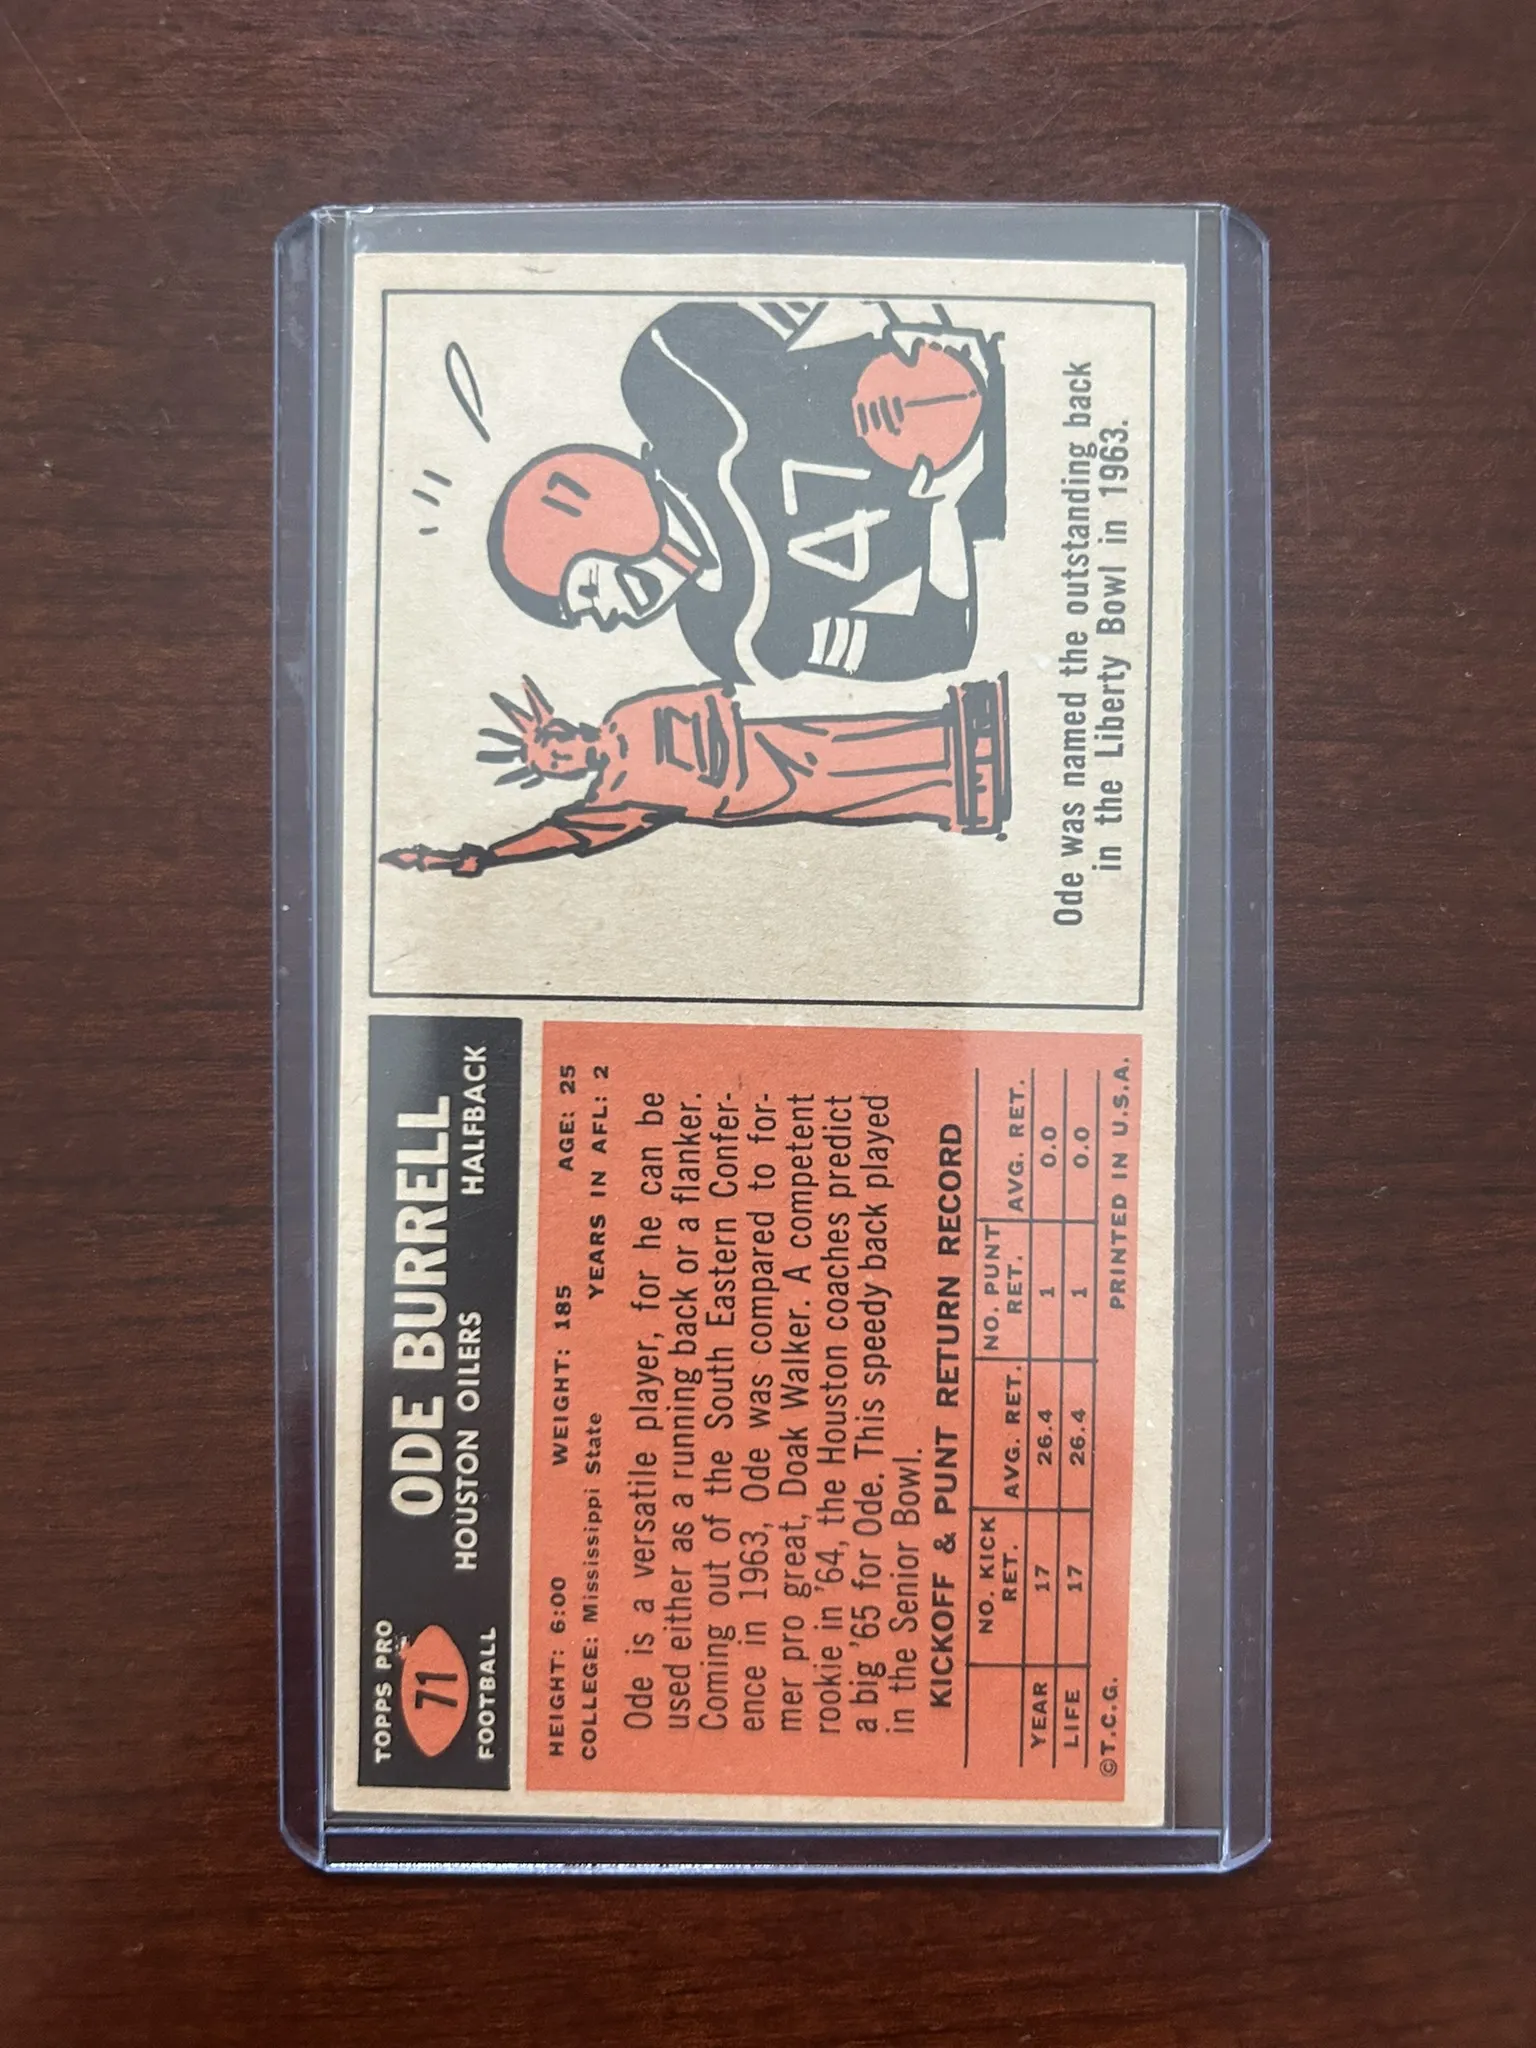 TOPPS PRO
71
FOOTBALL
ODE BURRELL
HOUSTON OILERS HALFBACK
HEIGHT: 6:00 WEIGHT: 185 AGE: 25
COLLEGE: Mississippi State YEARS IN AFL: 2
Ode is a versatile player, for he can be
used either as a running back or a flanker.
Coming out of the South Eastern Confer-
ence in 1963, Ode was compared to for-
mer pro great, Doak Walker. A competent
rookie in '64, the Houston coaches predict
a big '65 for Ode. This speedy back played
in the Senior Bowl.
KICKOFF & PUNT RETURN RECORD
NO. KICK RET. AVG. RET. NO. PUNT RET. AVG. RET.
YEAR 17 26.4 1 0.0
LIFE 17 26.4 1 0.0
©T.C.G. PRINTED IN U.S.A.
17
47
Ode was named the outstanding back
in the Liberty Bowl in 1963.